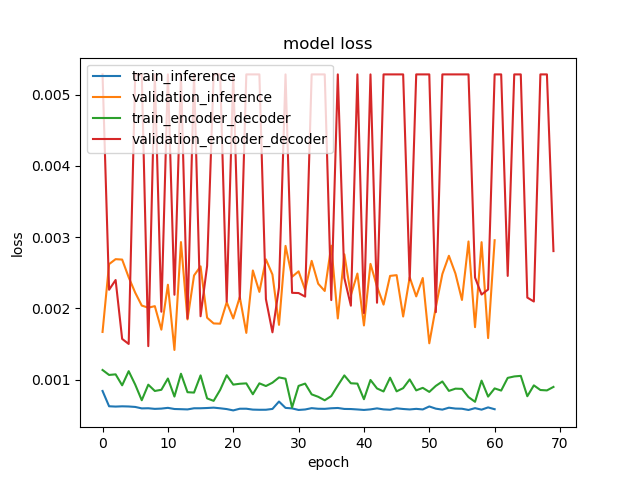 model loss
train_inference
validation_inference
train_encoder_decoder
validation_encoder_decoder
loss
0.005
0.004
0.003
0.002
0.001
0 10 20 30 40 50 60 70
epoch